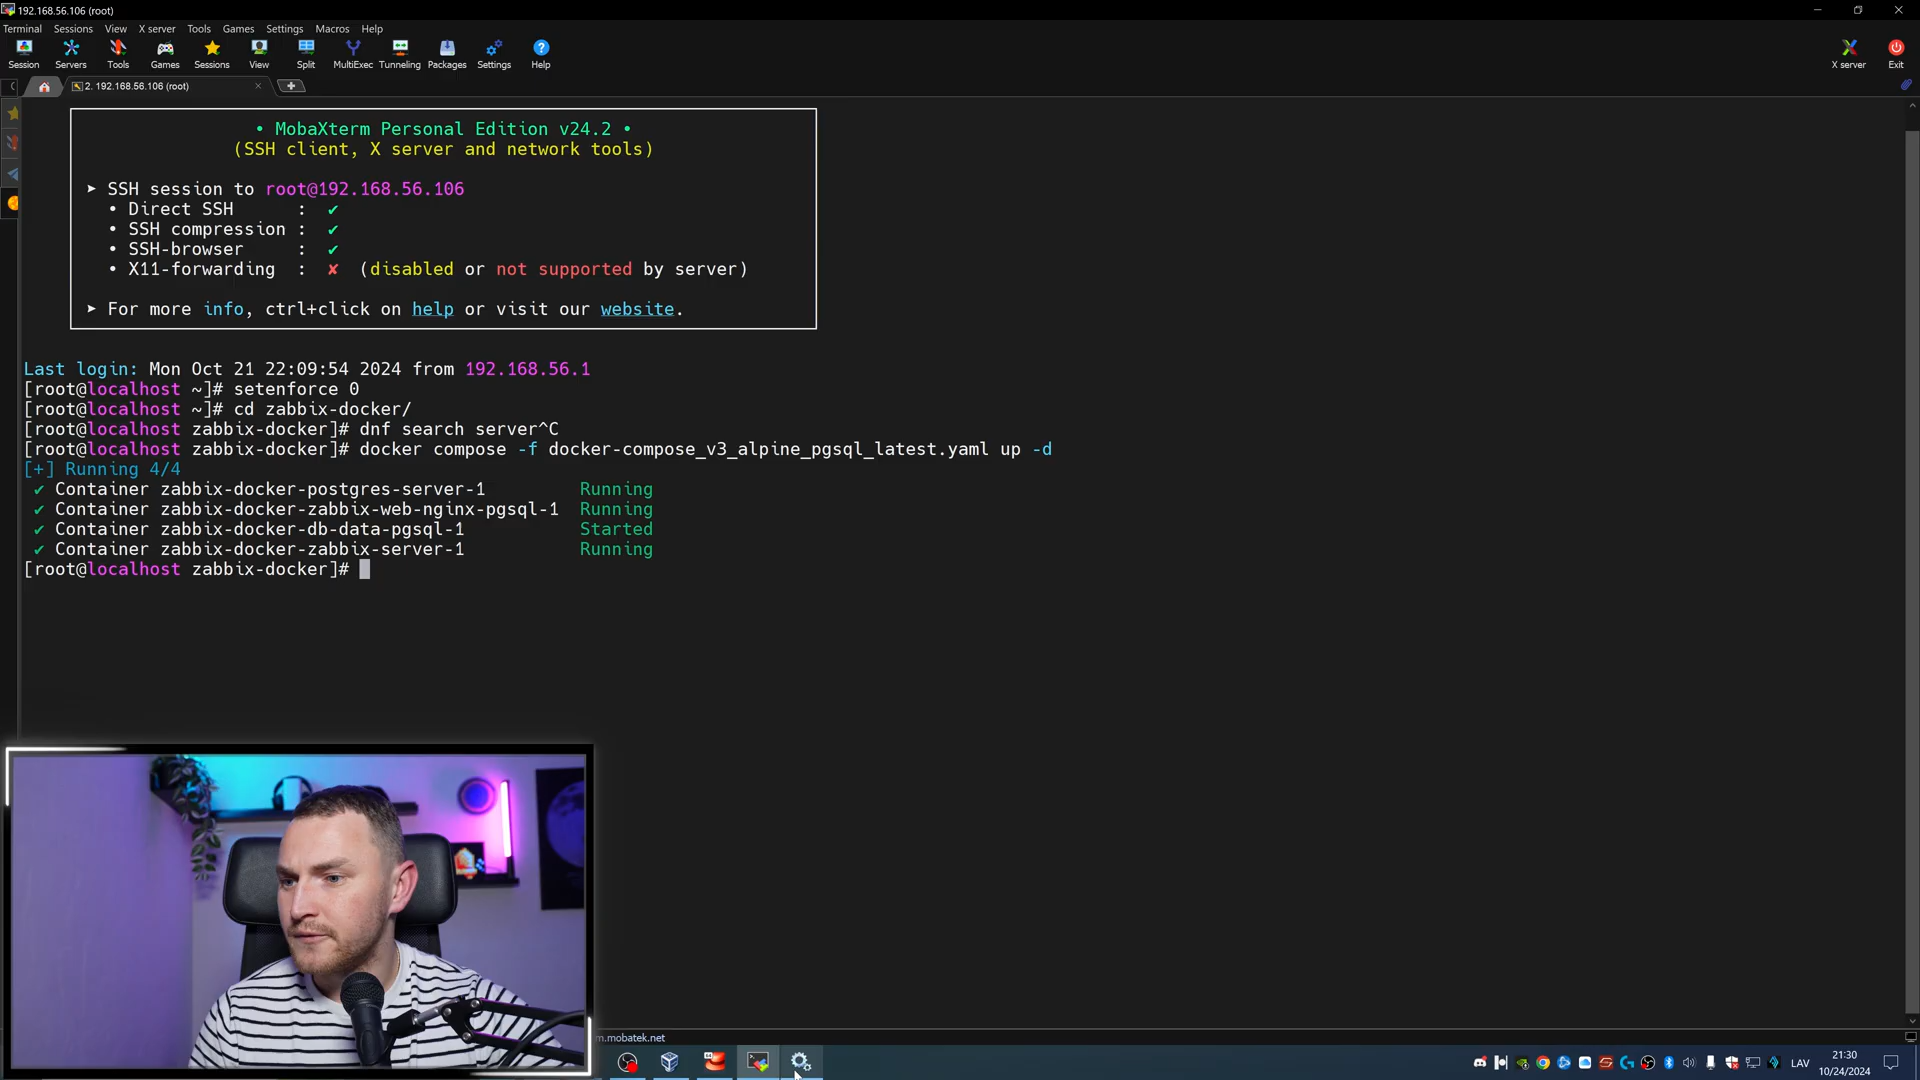 192.168.56.106 (root)
Terminal Sessions View X server Tools Games Settings Macros Help
Session Servers Tools Games Sessions View Split MultiExec Tunneling Packages Settings Help X server Exit
2. 192.168.56.106 (root)
• MobaXterm Personal Edition v24.2 •
(SSH client, X server and network tools)
➤ SSH session to root@192.168.56.106
• Direct SSH : ✔
• SSH compression : ✔
• SSH-browser : ✔
• X11-forwarding : ✘ (disabled or not supported by server)
➤ For more info, ctrl+click on help or visit our website.
Last login: Mon Oct 21 22:09:54 2024 from 192.168.56.1
[root@localhost ~]# setenforce 0
[root@localhost ~]# cd zabbix-docker/
[root@localhost zabbix-docker]# dnf search server^C
[root@localhost zabbix-docker]# docker compose -f docker-compose_v3_alpine_pgsql_latest.yaml up -d
[+] Running 4/4
✔ Container zabbix-docker-postgres-server-1 Running
✔ Container zabbix-docker-zabbix-web-nginx-pgsql-1 Running
✔ Container zabbix-docker-db-data-pgsql-1 Started
✔ Container zabbix-docker-zabbix-server-1 Running
[root@localhost zabbix-docker]#
m.mobatek.net
LAV
21:30
10/24/2024